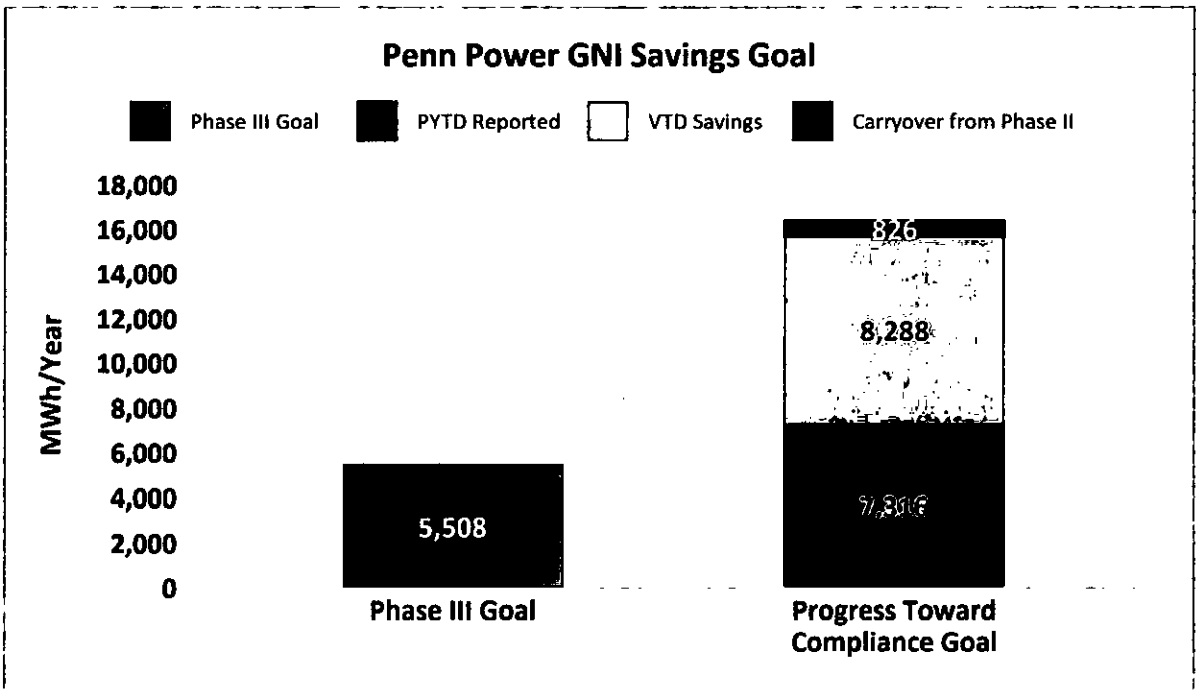 Penn Power GNI Savings Goal
Phase III Goal PYTD Reported VTD Savings Carryover from Phase II
18,000
16,000
14,000
12,000
10,000
8,000
6,000
4,000
2,000
0
MWh/Year
826
8,288
7,316
5,508
Phase III Goal
Progress Toward
Compliance Goal